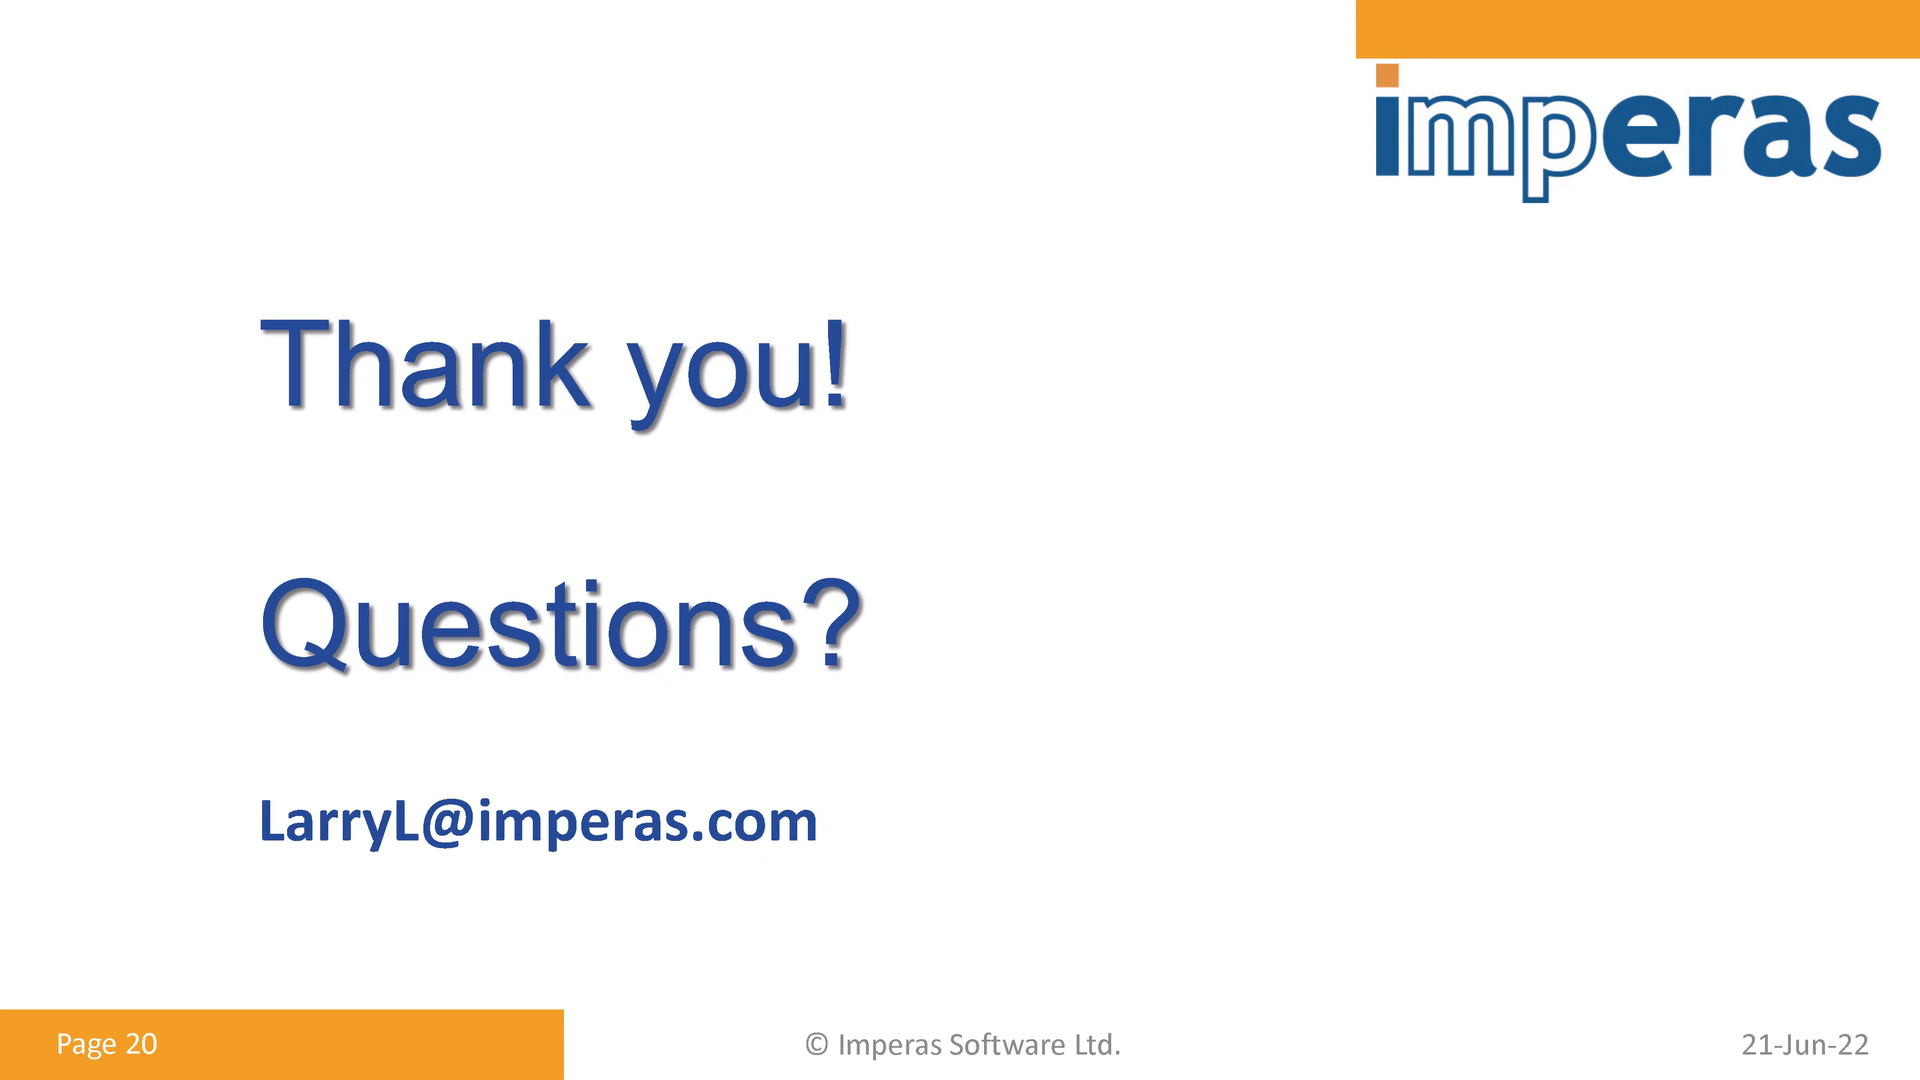 imperas
Thank you!
Questions?
LarryL@imperas.com
Page 20
© Imperas Software Ltd.
21-Jun-22